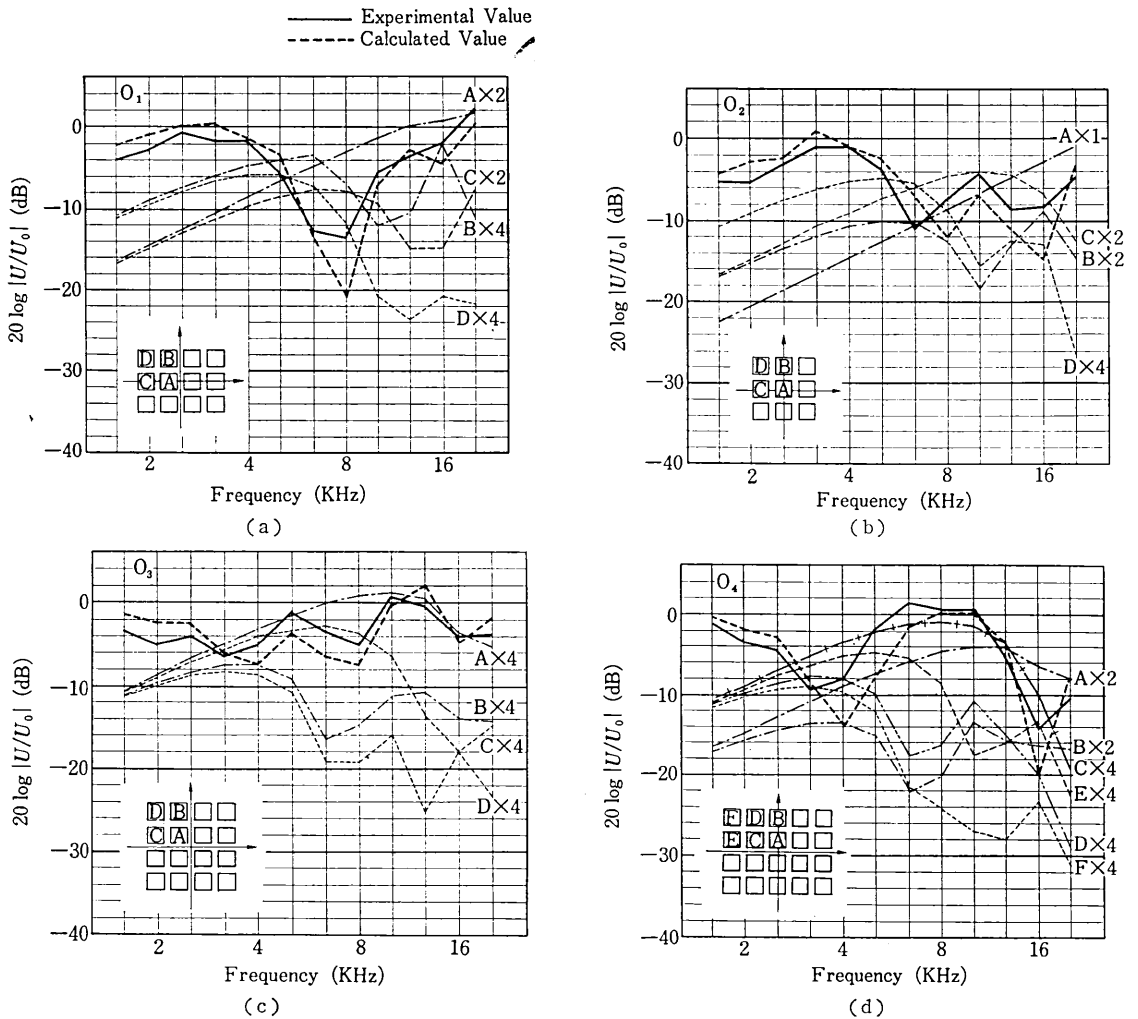 Experimental Value
Calculated Value
O₁
A×2
C×2
B×4
D×4
0
−10
−20
−30
−40
20 log |U/U₀| (dB)
D B
C A
2 4 8 16
Frequency (KHz)
(a)
O₂
A×1
C×2
B×2
D×4
0
−10
−20
−30
−40
20 log |U/U₀| (dB)
D B
C A
2 4 8 16
Frequency (KHz)
(b)
O₃
A×4
B×4
C×4
D×4
0
−10
−20
−30
−40
20 log |U/U₀| (dB)
D B
C A
2 4 8 16
Frequency (KHz)
(c)
O₄
A×2
B×2
C×4
E×4
D×4
F×4
0
−10
−20
−30
−40
20 log |U/U₀| (dB)
F D B
E C A
2 4 8 16
Frequency (KHz)
(d)